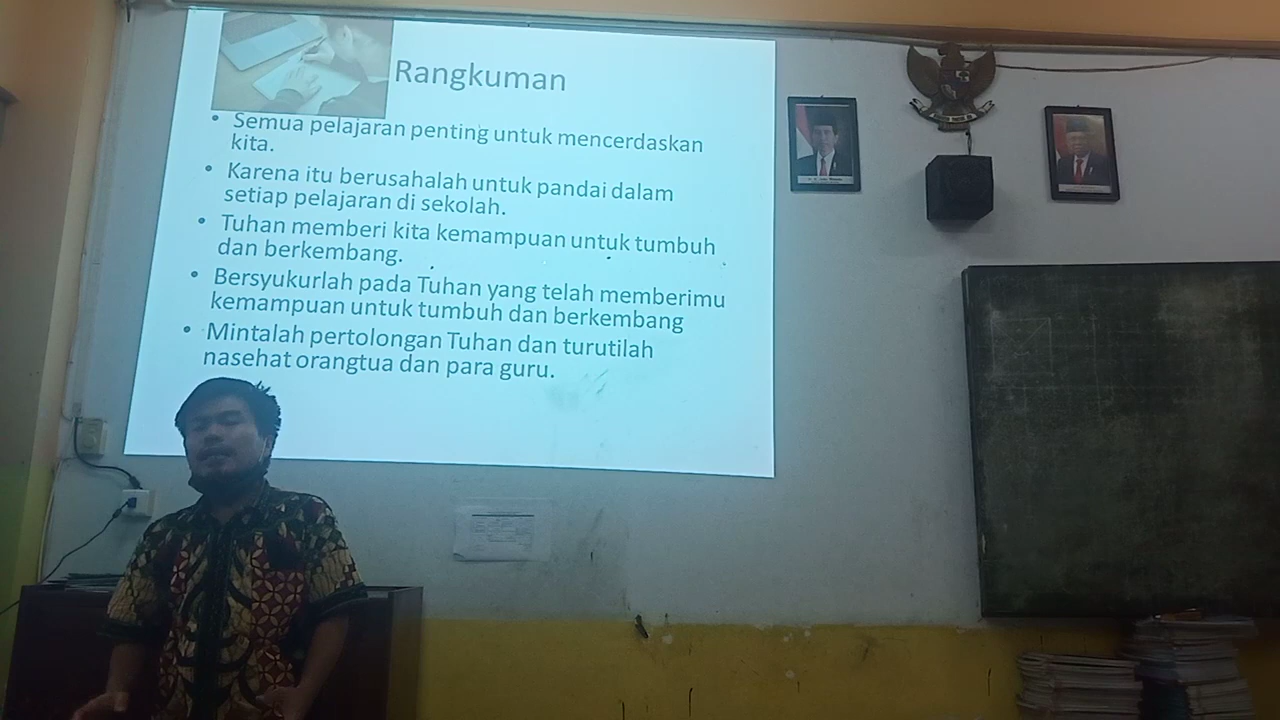 Rangkuman
• Semua pelajaran penting untuk mencerdaskan
kita.
• Karena itu berusahalah untuk pandai dalam
setiap pelajaran di sekolah.
• Tuhan memberi kita kemampuan untuk tumbuh
dan berkembang.
• Bersyukurlah pada Tuhan yang telah memberimu
kemampuan untuk tumbuh dan berkembang
• Mintalah pertolongan Tuhan dan turutilah
nasehat orangtua dan para guru.